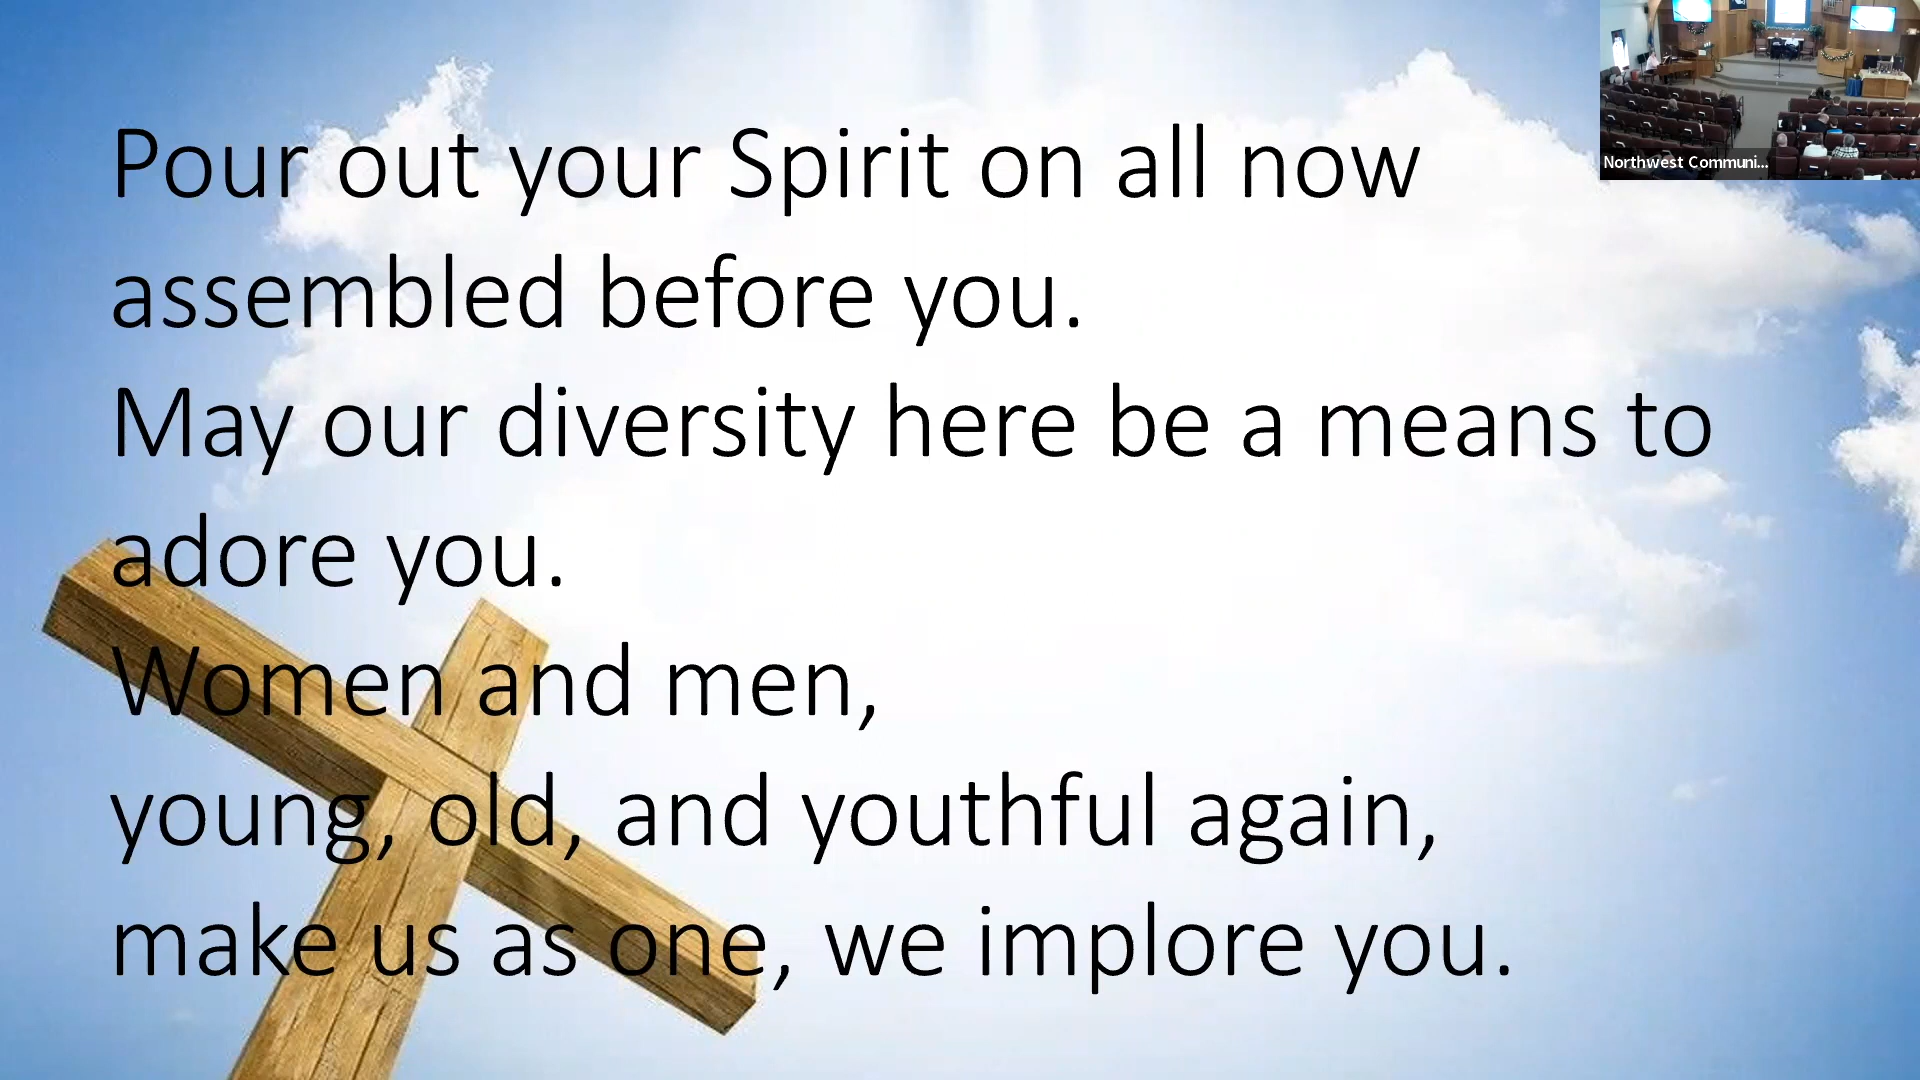 Pour out your Spirit on all now
assembled before you.
May our diversity here be a means to
adore you.
Women and men,
young, old, and youthful again,
make us as one, we implore you.
Northwest Communi...